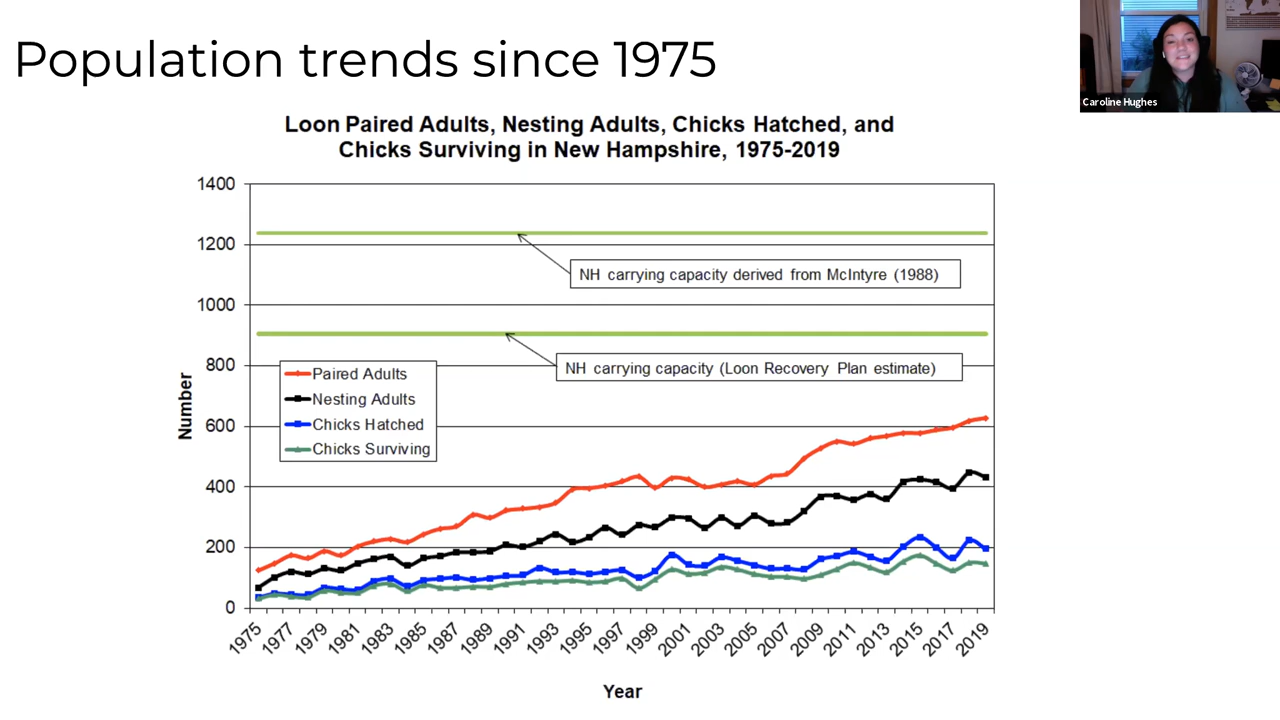 Population trends since 1975
Caroline Hughes
Loon Paired Adults, Nesting Adults, Chicks Hatched, and
Chicks Surviving in New Hampshire, 1975-2019
1400
1200
1000
800
600
400
200
0
Number
NH carrying capacity derived from McIntyre (1988)
NH carrying capacity (Loon Recovery Plan estimate)
Paired Adults
Nesting Adults
Chicks Hatched
Chicks Surviving
1975
1977
1979
1981
1983
1985
1987
1989
1991
1993
1995
1997
1999
2001
2003
2005
2007
2009
2011
2013
2015
2017
2019
Year